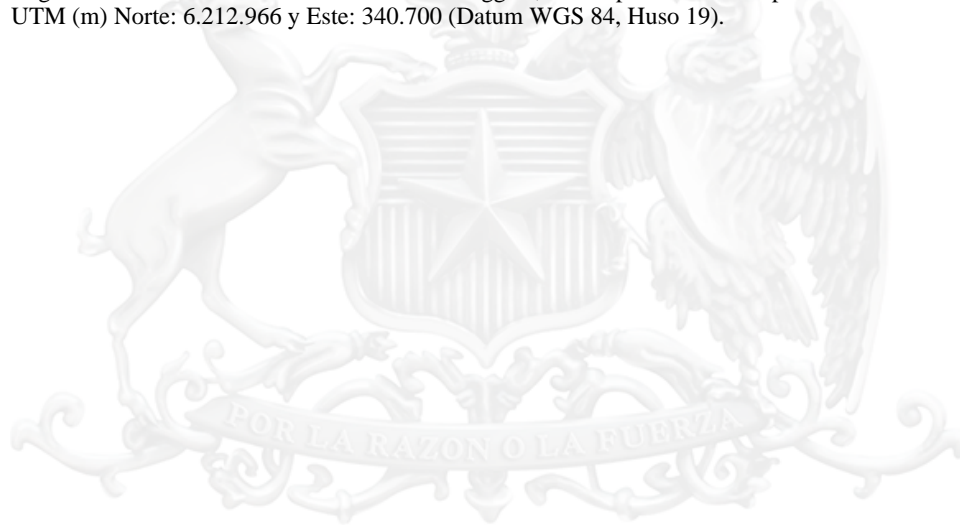 UTM (m) Norte: 6.212.966 y Este: 340.700 (Datum WGS 84, Huso 19).
POR LA RAZON O LA FUERZA